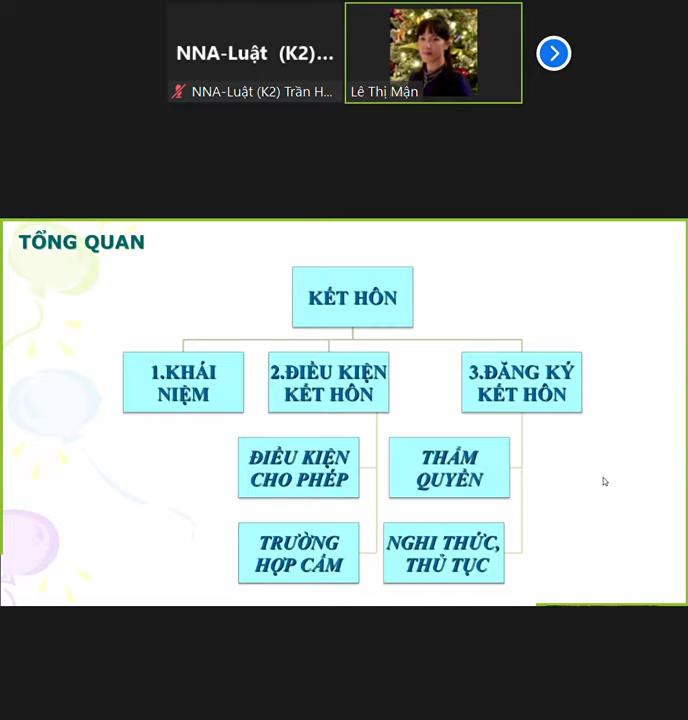 NNA-Luật (K2)...
NNA-Luật (K2) Trần H...
Lê Thị Mận
TỔNG QUAN
KẾT HÔN
1.KHÁI
NIỆM
2.ĐIỀU KIỆN
KẾT HÔN
3.ĐĂNG KÝ
KẾT HÔN
ĐIỀU KIỆN
CHO PHÉP
THẨM
QUYỀN
TRƯỜNG
HỢP CẤM
NGHI THỨC,
THỦ TỤC